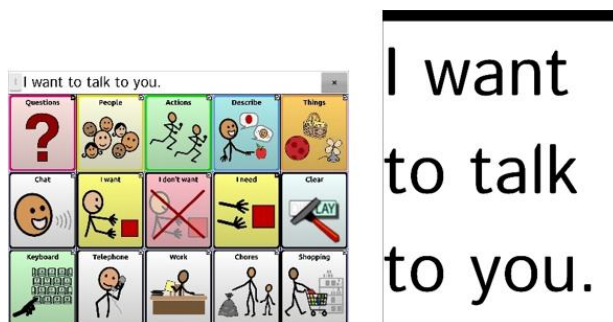 I want to talk to you.
Questions
People
Actions
Describe
Things
Chat
I want
I don't want
I need
Clear
LAY
Keyboard
Telephone
Work
Chores
Shopping
I want
to talk
to you.